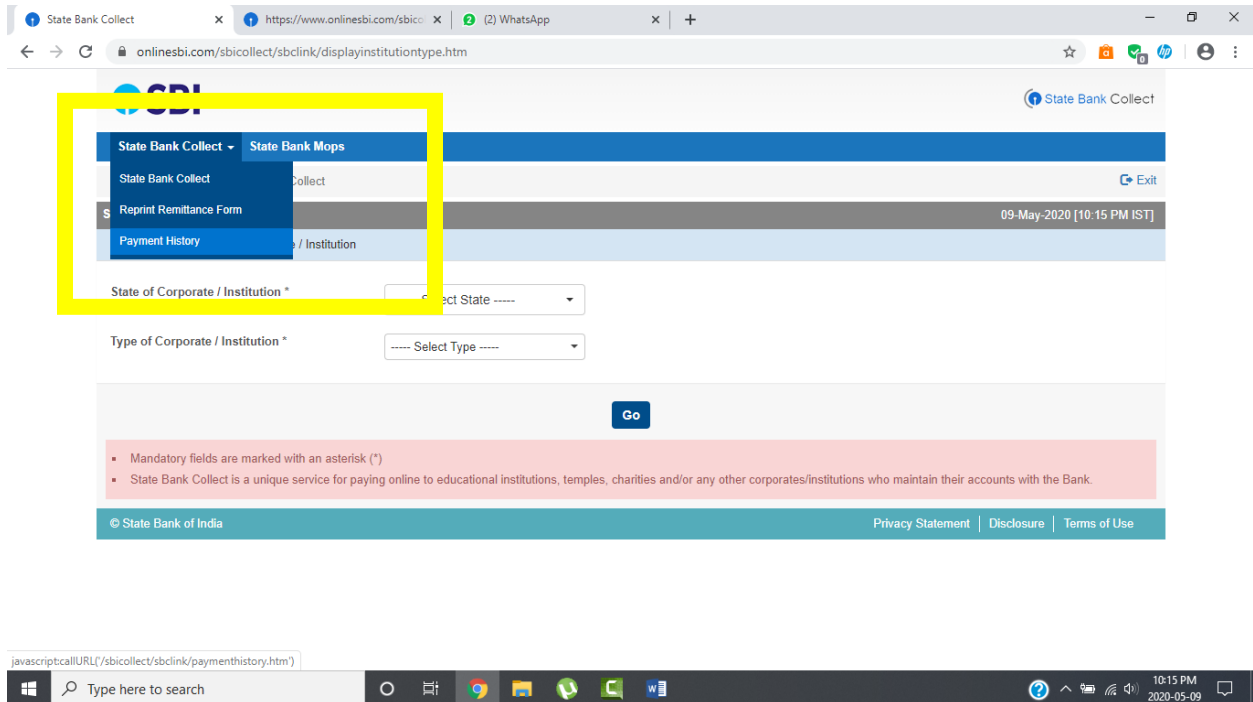 State Bank Collect
https://www.onlinesbi.com/sbico
(2) WhatsApp
onlinesbi.com/sbicollect/sbclink/displayinstitutiontype.htm
SBI
State Bank Collect
State Bank Collect State Bank Mops
State Bank Collect
Collect
Exit
Reprint Remittance Form
09-May-2020 [10:15 PM IST]
Payment History
/ Institution
State of Corporate / Institution *
Select State -----
Type of Corporate / Institution *
----- Select Type -----
Go
Mandatory fields are marked with an asterisk (*)
State Bank Collect is a unique service for paying online to educational institutions, temples, charities and/or any other corporates/institutions who maintain their accounts with the Bank.
© State Bank of India
Privacy Statement | Disclosure | Terms of Use
javascript:callURL('/sbicollect/sbclink/paymenthistory.htm')
Type here to search
10:15 PM
2020-05-09